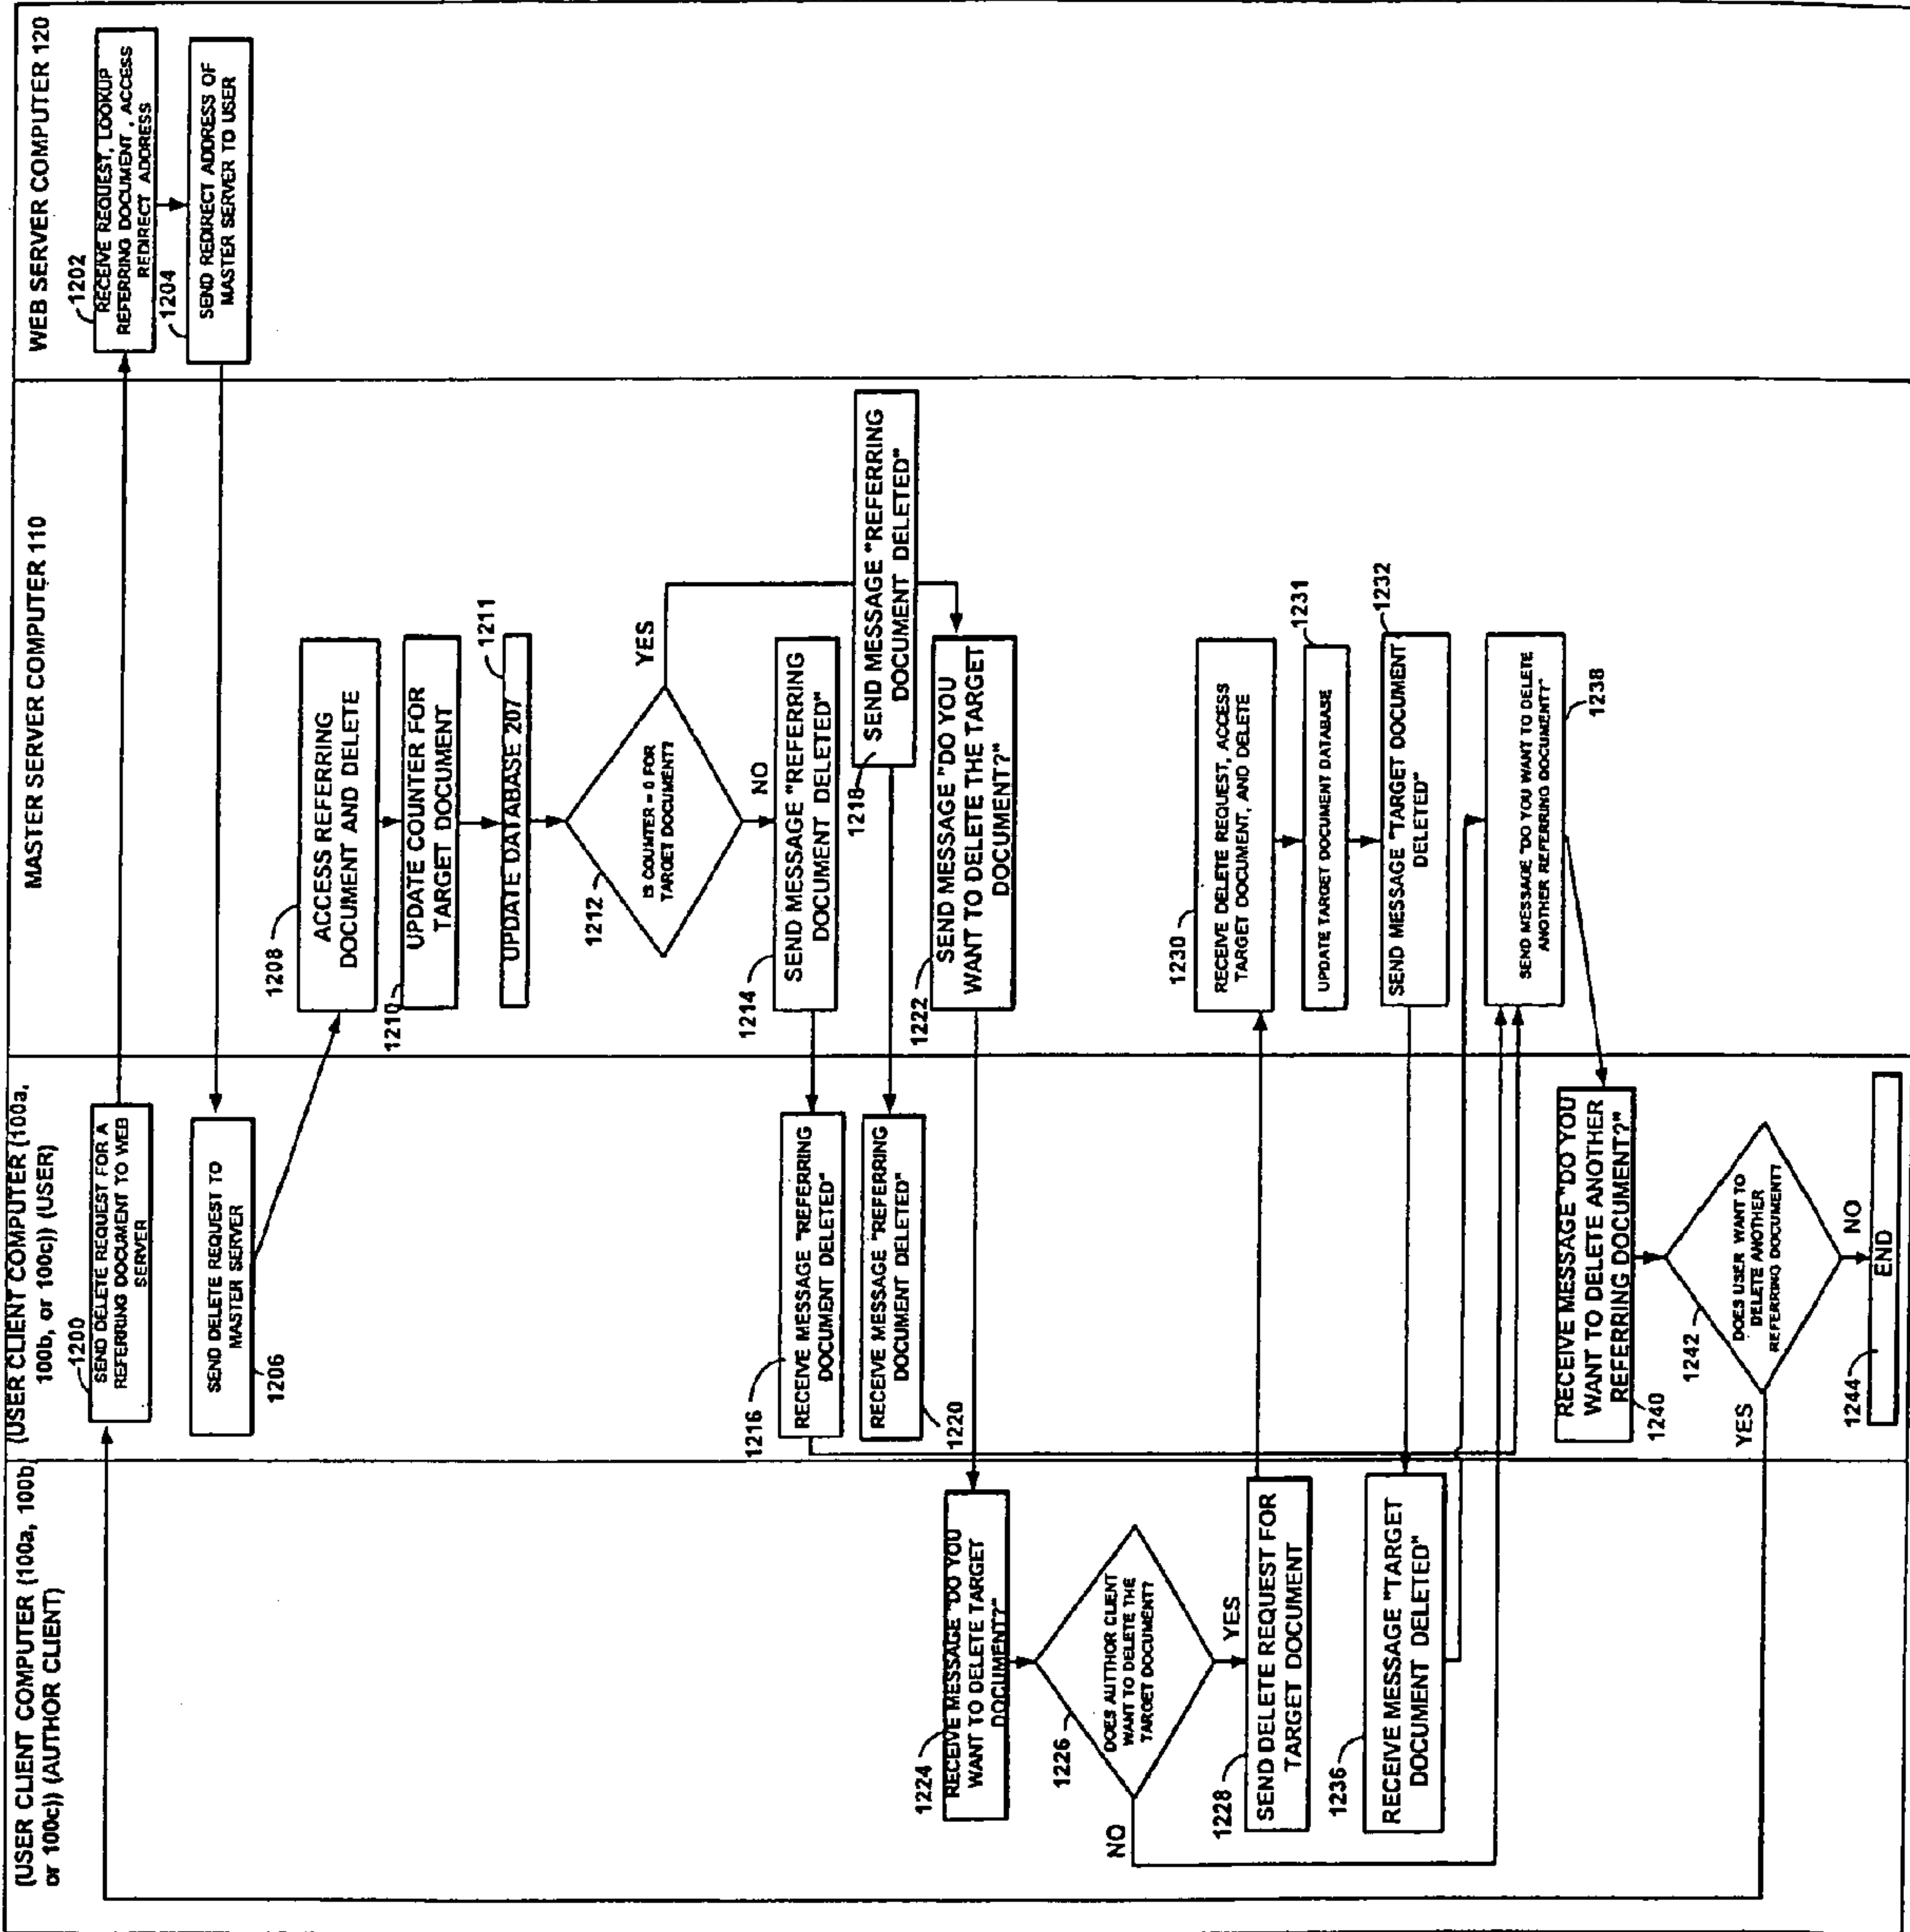 (USER CLIENT COMPUTER (100a, 100b
or 100c)) (AUTHOR CLIENT)
(USER CLIENT COMPUTER (100a,
100b, or 100c)) (USER)
MASTER SERVER COMPUTER 110
WEB SERVER COMPUTER 120
1200
SEND DELETE REQUEST FOR A
REFERRING DOCUMENT TO WEB
SERVER
1202
RECEIVE REQUEST, LOOKUP
REFERRING DOCUMENT, ACCESS
REDIRECT ADDRESS
1204
SEND REDIRECT ADDRESS OF
MASTER SERVER TO USER
SEND DELETE REQUEST TO
MASTER SERVER
1206
1208
ACCESS REFERRING
DOCUMENT AND DELETE
1210
UPDATE COUNTER FOR
TARGET DOCUMENT
1211
UPDATE DATABASE 207
1212
IS COUNTER = 0 FOR
TARGET DOCUMENT?
YES
NO
1214
SEND MESSAGE "REFERRING
DOCUMENT DELETED"
1216
RECEIVE MESSAGE "REFERRING
DOCUMENT DELETED"
1218
SEND MESSAGE "REFERRING
DOCUMENT DELETED"
RECEIVE MESSAGE "REFERRING
DOCUMENT DELETED"
1220
1222
SEND MESSAGE "DO YOU
WANT TO DELETE THE TARGET
DOCUMENT?"
1224
RECEIVE MESSAGE "DO YOU
WANT TO DELETE TARGET
DOCUMENT?"
1226
DOES AUTTHOR CLIENT
WANT TO DELETE THE
TARGET DOCUMENT?
YES
NO
1228
SEND DELETE REQUEST FOR
TARGET DOCUMENT
1230
RECEIVE DELETE REQUEST, ACCESS
TARGET DOCUMENT, AND DELETE
1231
UPDATE TARGET DOCUMENT DATABASE
1232
SEND MESSAGE "TARGET DOCUMENT
DELETED"
1236
RECEIVE MESSAGE "TARGET
DOCUMENT DELETED"
SEND MESSAGE "DO YOU WANT TO DELETE
ANOTHER REFERRING DOCUMENT?"
1238
RECEIVE MESSAGE "DO YOU
WANT TO DELETE ANOTHER
REFERRING DOCUMENT?"
1240
1242
DOES USER WANT TO
DELETE ANOTHER
REFERRING DOCUMENT?
YES
NO
1244
END